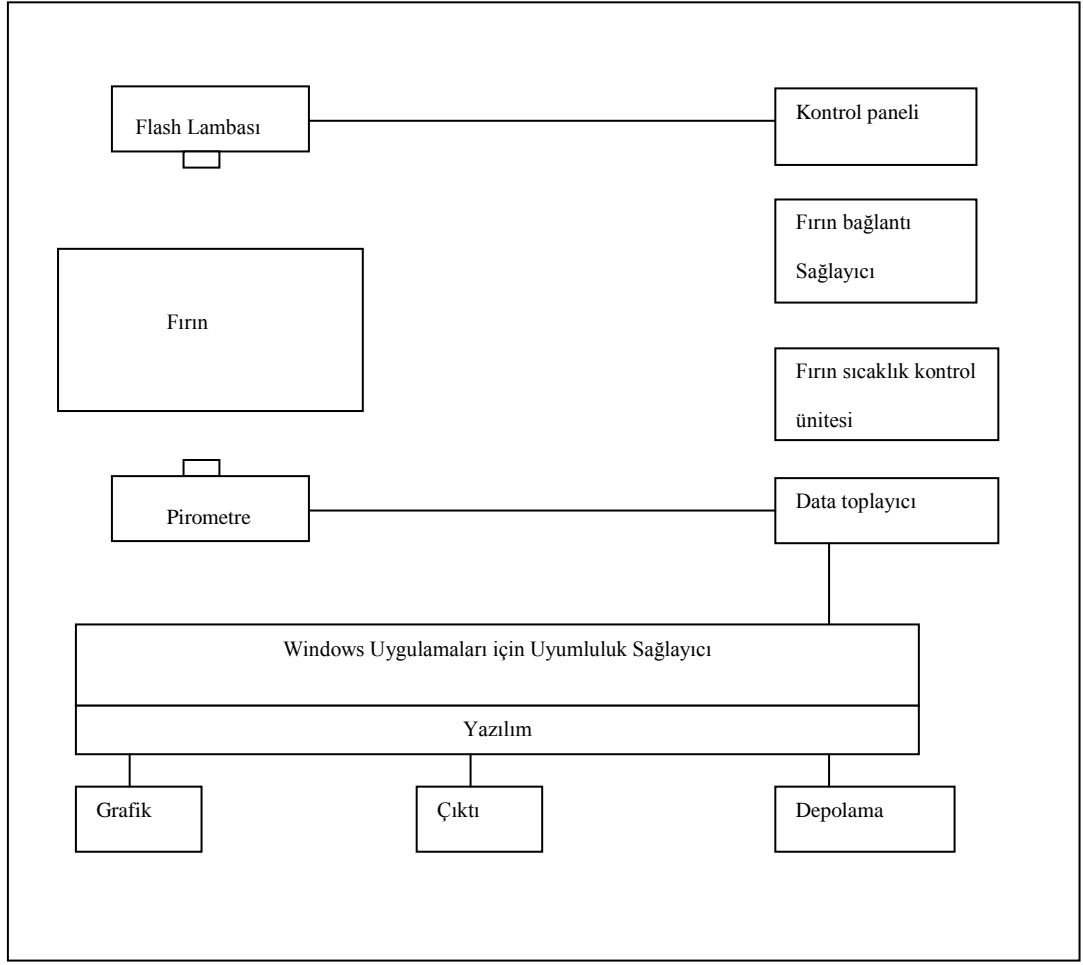 Flash Lambası
Kontrol paneli
Fırın bağlantı
Sağlayıcı
Fırın
Fırın sıcaklık kontrol
ünitesi
Pirometre
Data toplayıcı
Windows Uygulamaları için Uyumluluk Sağlayıcı
Yazılım
Grafik
Çıktı
Depolama